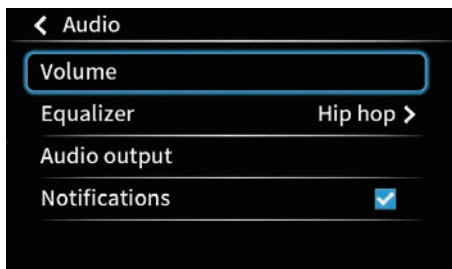 Audio
Volume
Equalizer Hip hop
Audio output
Notifications